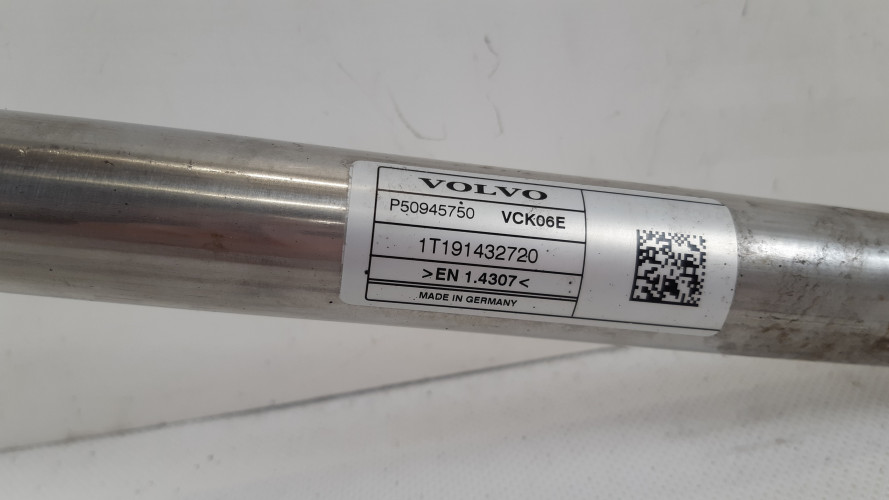 VOLVO
P50945750 VCK06E
1T191432720
>EN 1.4307<
MADE IN GERMANY